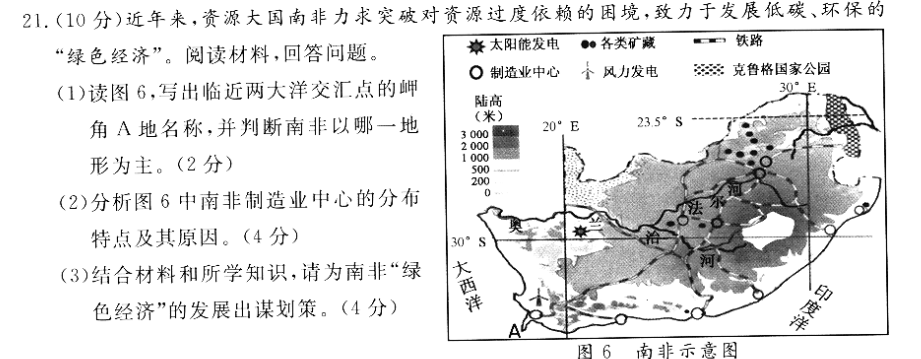 21.(10分)近年来,资源大国南非力求突破对资源过度依赖的困境,致力于发展低碳、环保的
“绿色经济”。阅读材料,回答问题。
(1)读图6,写出临近两大洋交汇点的岬
角A地名称,并判断南非以哪一地
形为主。(2分)
(2)分析图6中南非制造业中心的分布
特点及其原因。(4分)
(3)结合材料和所学知识,请为南非“绿
色经济”的发展出谋划策。(4分)
太阳能发电 各类矿藏 铁路
制造业中心 风力发电 克鲁格国家公园
陆高
(米)
3 000
2 000
1 000
500
200
0
20° E
23.5° S
30° E
法尔河
奥兰治河
30° S
大西洋
印度洋
A
图 6 南非示意图